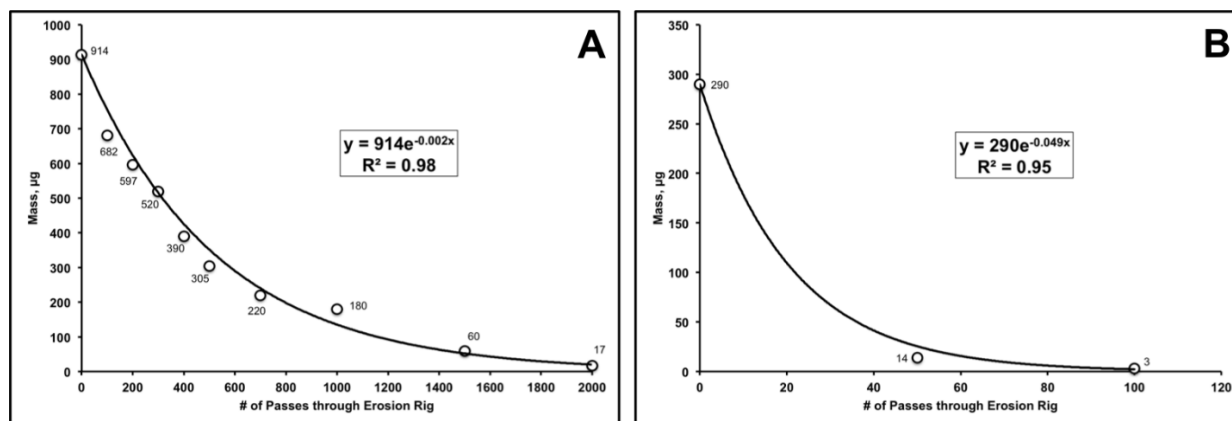 A
1000
900
800
700
600
500
400
300
200
100
0
Mass, µg
914
682
597
520
390
305
220
180
60
17
y = 914e^-0.002x
R² = 0.98
0 200 400 600 800 1000 1200 1400 1600 1800 2000
# of Passes through Erosion Rig
B
350
300
250
200
150
100
50
0
Mass, µg
290
14
3
y = 290e^-0.049x
R² = 0.95
0 20 40 60 80 100 120
# of Passes through Erosion Rig